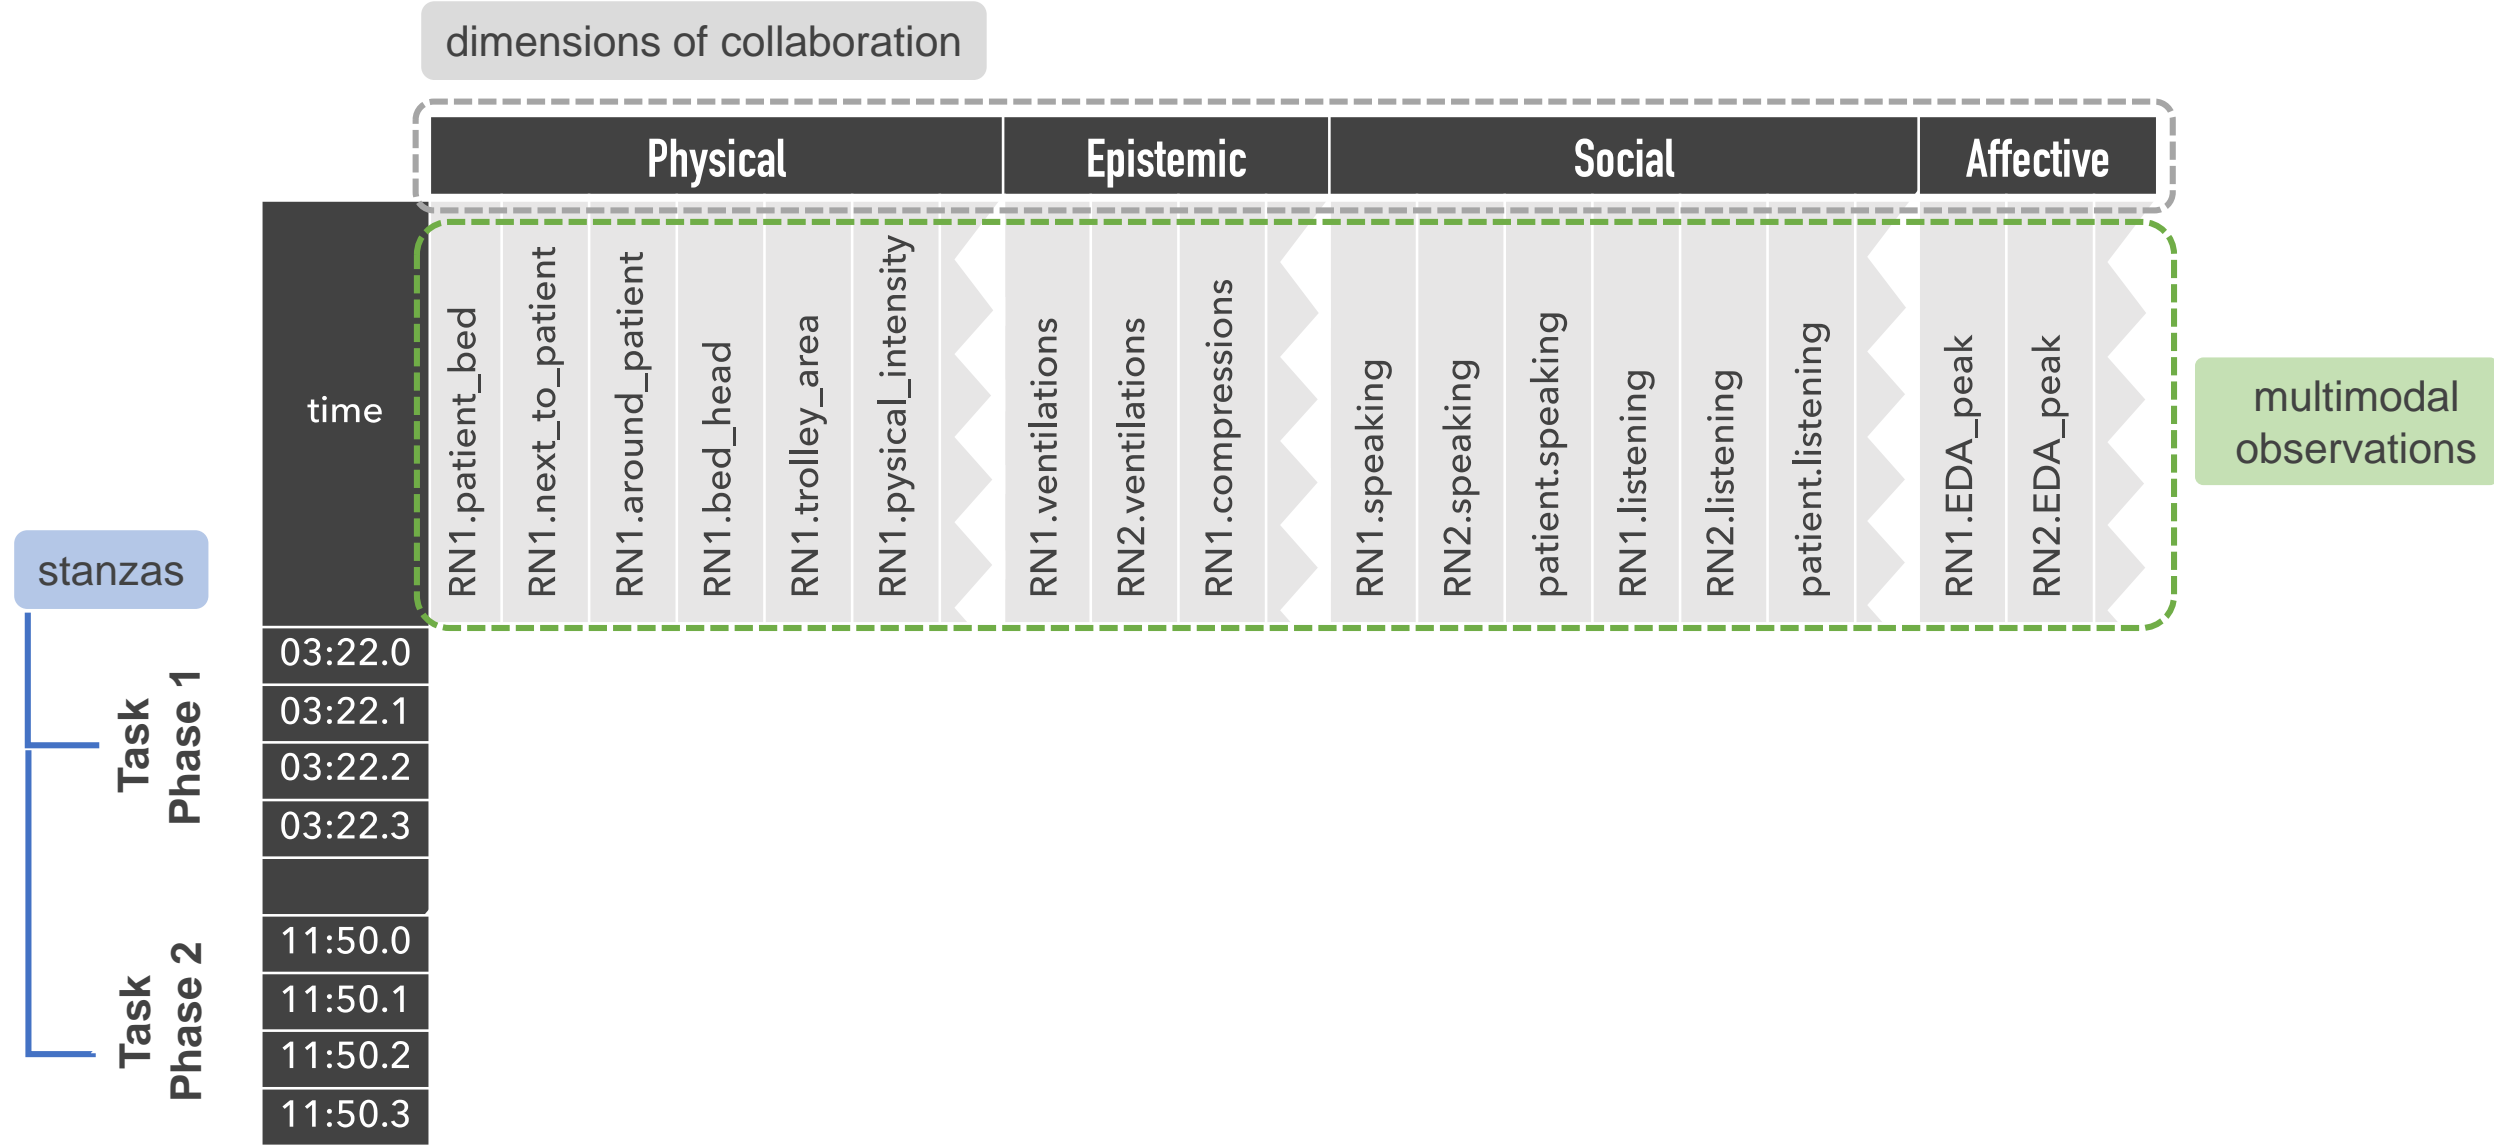 dimensions of collaboration
Physical
Epistemic
Social
Affective
time
RN1.patient_bed
RN1.next_to_patient
RN1.around_patient
RN1.bed_head
RN1.trolley_area
RN1.pysical_intensity
RN1.ventilations
RN2.ventilations
RN1.compressions
RN1.speaking
RN2.speaking
patient.speaking
RN1.listening
RN2.listening
patient.listening
RN1.EDA_peak
RN2.EDA_peak
multimodal
observations
stanzas
Task
Phase 1
03:22.0
03:22.1
03:22.2
03:22.3
Task
Phase 2
11:50.0
11:50.1
11:50.2
11:50.3